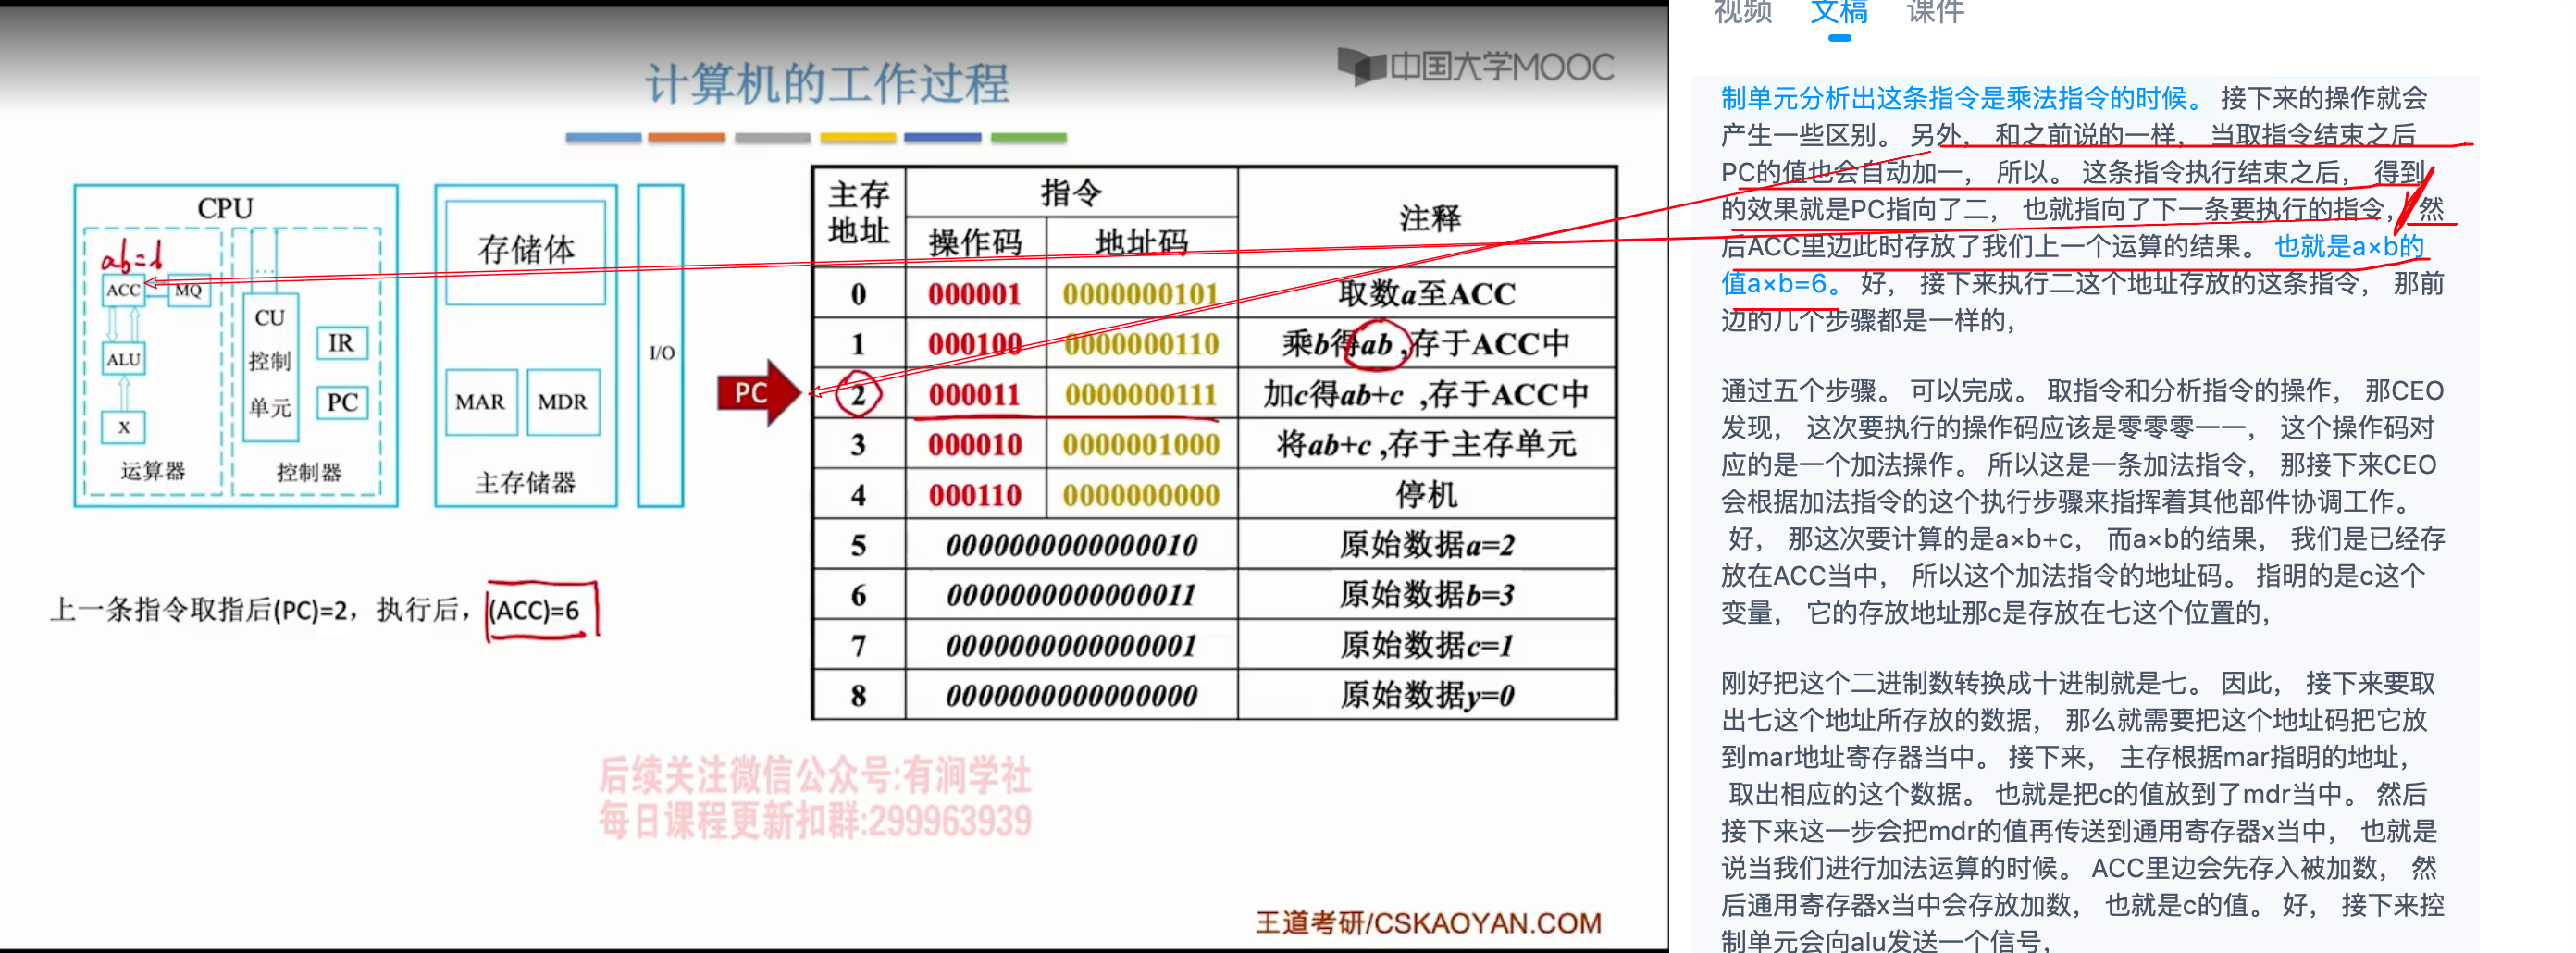 计算机的工作过程
中国大学MOOC
CPU
ab=6
ACC
MQ
...
CU
控制
单元
ALU
IR
PC
X
运算器
控制器
存储体
MAR
MDR
主存储器
I/O
PC
主存地址 指令 注释
操作码 地址码
0 000001 0000000101 取数a至ACC
1 000100 0000000110 乘b得ab ,存于ACC中
2 000011 0000000111 加c得ab+c ,存于ACC中
3 000010 0000001000 将ab+c ,存于主存单元
4 000110 0000000000 停机
5 0000000000000010 原始数据a=2
6 0000000000000011 原始数据b=3
7 0000000000000001 原始数据c=1
8 0000000000000000 原始数据y=0
上一条指令取指后(PC)=2，执行后，(ACC)=6
后续关注微信公众号:有涧学社
每日课程更新扣群:299963939
王道考研/CSKAOYAN.COM
视频 文稿 课件
制单元分析出这条指令是乘法指令的时候。 接下来的操作就会
产生一些区别。 另外， 和之前说的一样， 当取指令结束之后
PC的值也会自动加一， 所以。 这条指令执行结束之后， 得到
的效果就是PC指向了二， 也就指向了下一条要执行的指令， 然
后ACC里边此时存放了我们上一个运算的结果。 也就是a×b的
值a×b=6。 好， 接下来执行二这个地址存放的这条指令， 那前
边的几个步骤都是一样的，
通过五个步骤。 可以完成。 取指令和分析指令的操作， 那CEO
发现， 这次要执行的操作码应该是零零零一一， 这个操作码对
应的是一个加法操作。 所以这是一条加法指令， 那接下来CEO
会根据加法指令的这个执行步骤来指挥着其他部件协调工作。
好， 那这次要计算的是a×b+c， 而a×b的结果， 我们是已经存
放在ACC当中， 所以这个加法指令的地址码。 指明的是c这个
变量， 它的存放地址那c是存放在七这个位置的，
刚好把这个二进制数转换成十进制就是七。 因此， 接下来要取
出七这个地址所存放的数据， 那么就需要把这个地址码把它放
到mar地址寄存器当中。 接下来， 主存根据mar指明的地址，
取出相应的这个数据。 也就是把c的值放到了mdr当中。 然后
接下来这一步会把mdr的值再传送到通用寄存器x当中， 也就是
说当我们进行加法运算的时候。 ACC里边会先存入被加数， 然
后通用寄存器x当中会存放加数， 也就是c的值。 好， 接下来控
制单元会向alu发送一个信号，